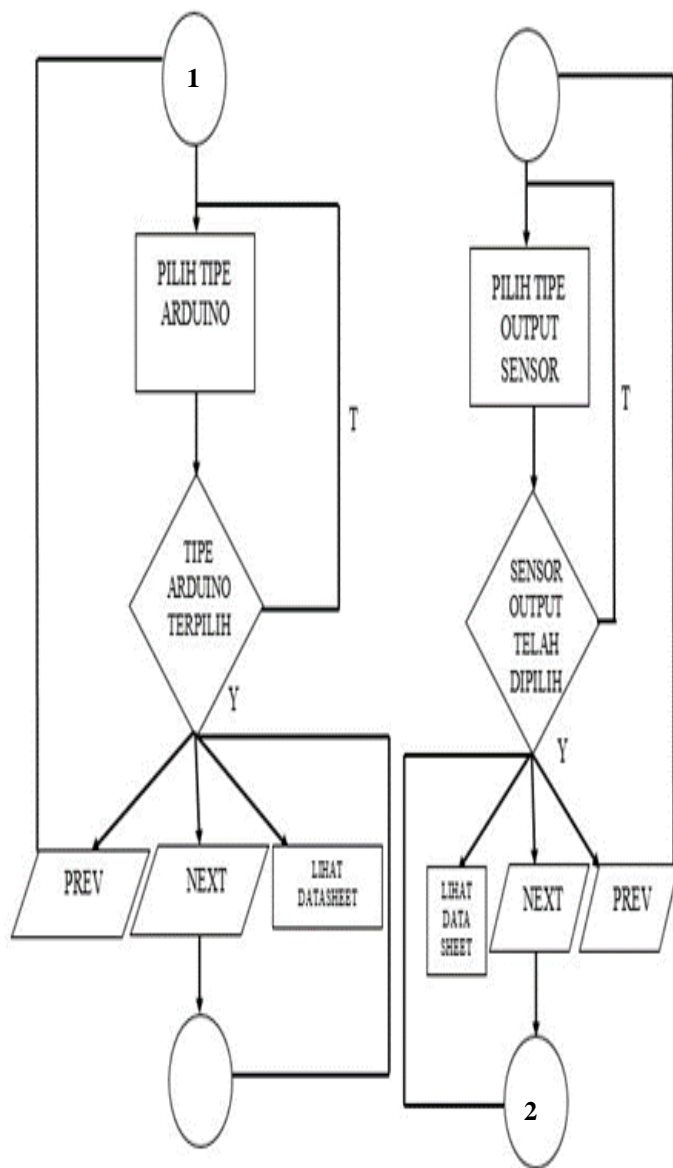 1
PILIH TIPE
ARDUINO
T
TIPE
ARDUINO
TERPILIH
Y
PREV
NEXT
LIHAT
DATASHEET
PILIH TIPE
OUTPUT
SENSOR
T
SENSOR
OUTPUT
TELAH
DIPILIH
Y
LIHAT
DATA
SHEET
NEXT
PREV
2